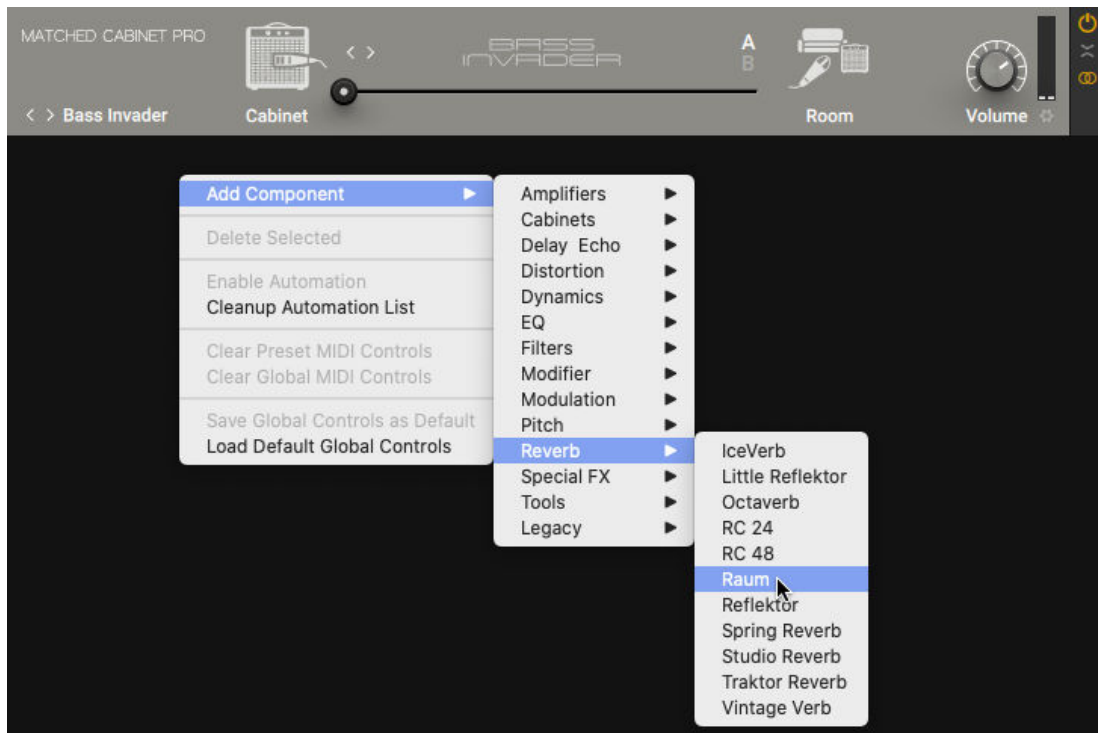 MATCHED CABINET PRO
BASS
INVADER
A
B
< > Bass Invader
Cabinet
Room
Volume
Add Component
Delete Selected
Enable Automation
Cleanup Automation List
Clear Preset MIDI Controls
Clear Global MIDI Controls
Save Global Controls as Default
Load Default Global Controls
Amplifiers
Cabinets
Delay Echo
Distortion
Dynamics
EQ
Filters
Modifier
Modulation
Pitch
Reverb
Special FX
Tools
Legacy
IceVerb
Little Reflektor
Octaverb
RC 24
RC 48
Raum
Reflektor
Spring Reverb
Studio Reverb
Traktor Reverb
Vintage Verb